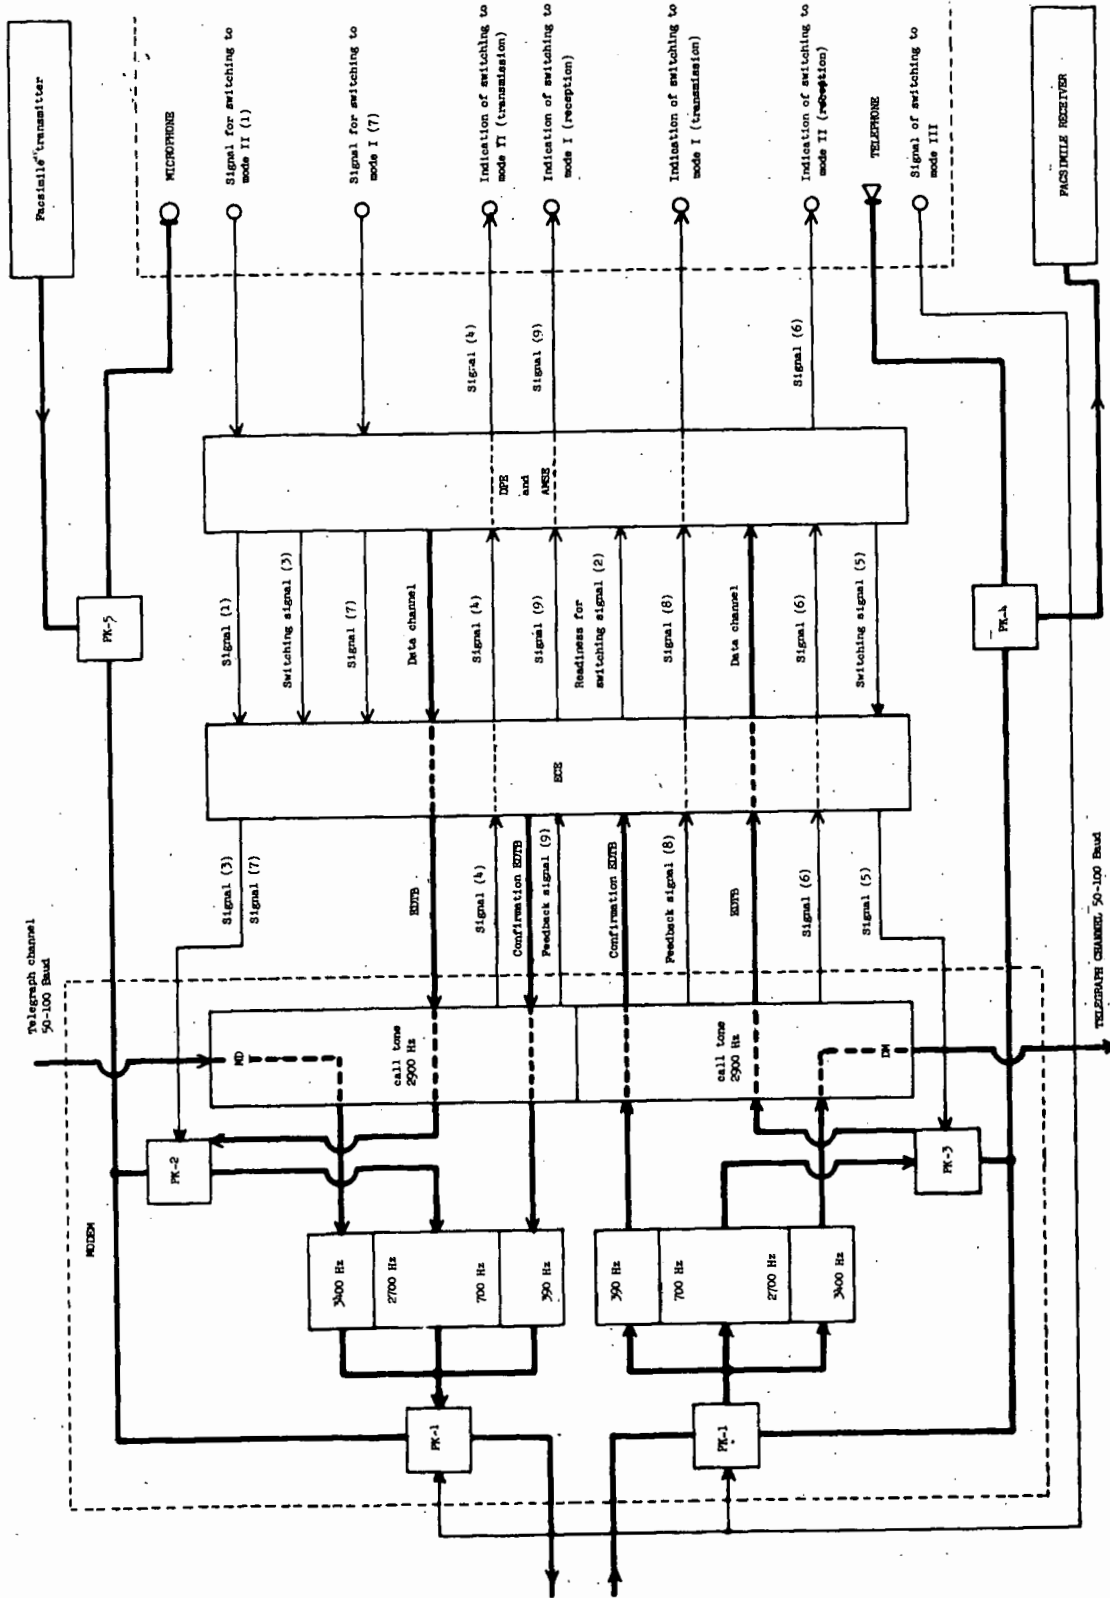 Facsimile transmitter
MICROPHONE
Signal for switching to
mode II (1)
Signal for switching to
mode I (7)
Indication of switching to
mode II (transmission)
Indication of switching to
mode I (reception)
Indication of switching to
mode I (transmission)
Indication of switching to
mode II (reception)
TELEPHONE
Signal of switching to
mode III
FACSIMILE RECEIVER
Signal (4)
Signal (9)
Signal (6)
DPE
and
AMSE
PK-5
Signal (1)
Switching signal (3)
Signal (7)
Data channel
Signal (4)
Signal (9)
Readiness for
switching signal (2)
Signal (8)
Data channel
Signal (6)
Switching signal (5)
PK-4
ECE
Signal (3)
Signal (7)
EDTB
Signal (4)
Confirmation EDTB
Feedback signal (9)
Confirmation EDTB
Feedback signal (8)
EDTB
Signal (6)
Signal (5)
Telegraph channel
50-100 Baud
MD
call tone
2900 Hz
call tone
2900 Hz
DM
TELEGRAPH CHANNEL 50-100 Baud
MODEM
PK-2
PK-3
3400 Hz
2700 Hz
700 Hz
390 Hz
390 Hz
700 Hz
2700 Hz
3400 Hz
PK-1
PK-1